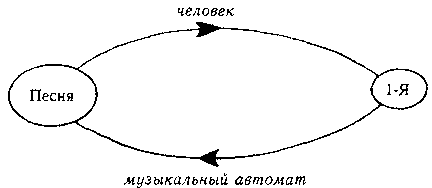 человек
Песня
1-Я
музыкальный автомат